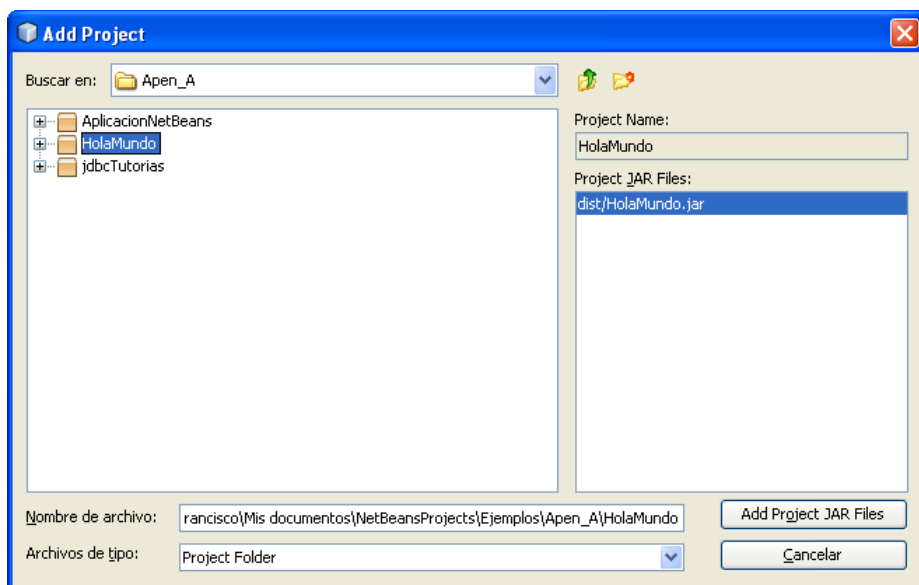 Add Project
Buscar en: Apen_A
AplicacionNetBeans
HolaMundo
jdbcTutorias
Project Name:
HolaMundo
Project JAR Files:
dist/HolaMundo.jar
Nombre de archivo: rancisco\Mis documentos\NetBeansProjects\Ejemplos\Apen_A\HolaMundo
Add Project JAR Files
Archivos de tipo: Project Folder
Cancelar